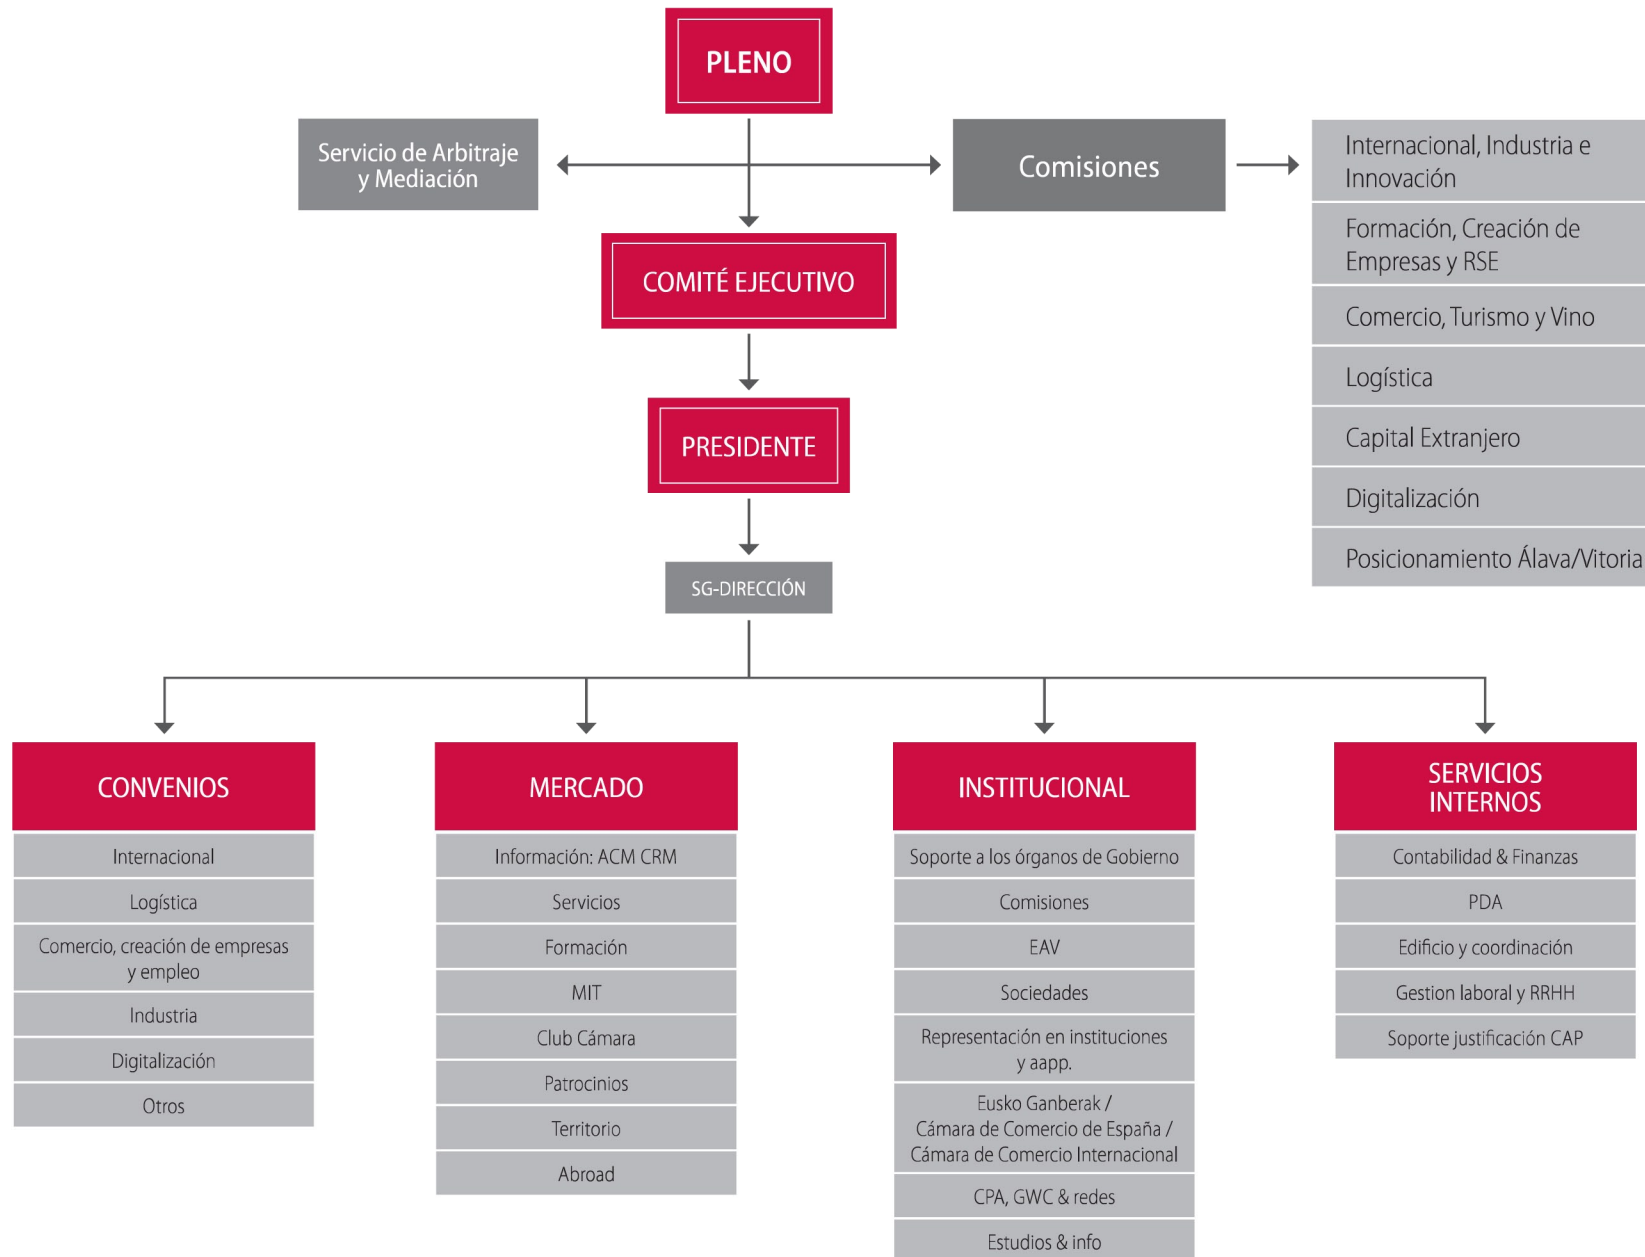 PLENO
Servicio de Arbitraje
y Mediación
Comisiones
Internacional, Industria e
Innovación
Formación, Creación de
Empresas y RSE
Comercio, Turismo y Vino
Logística
Capital Extranjero
Digitalización
Posicionamiento Álava/Vitoria
COMITÉ EJECUTIVO
PRESIDENTE
SG-DIRECCIÓN
CONVENIOS
Internacional
Logística
Comercio, creación de empresas
y empleo
Industria
Digitalización
Otros
MERCADO
Información: ACM CRM
Servicios
Formación
MIT
Club Cámara
Patrocinios
Territorio
Abroad
INSTITUCIONAL
Soporte a los órganos de Gobierno
Comisiones
EAV
Sociedades
Representación en instituciones
y aapp.
Eusko Ganberak /
Cámara de Comercio de España /
Cámara de Comercio Internacional
CPA, GWC & redes
Estudios & info
SERVICIOS
INTERNOS
Contabilidad & Finanzas
PDA
Edificio y coordinación
Gestion laboral y RRHH
Soporte justificación CAP